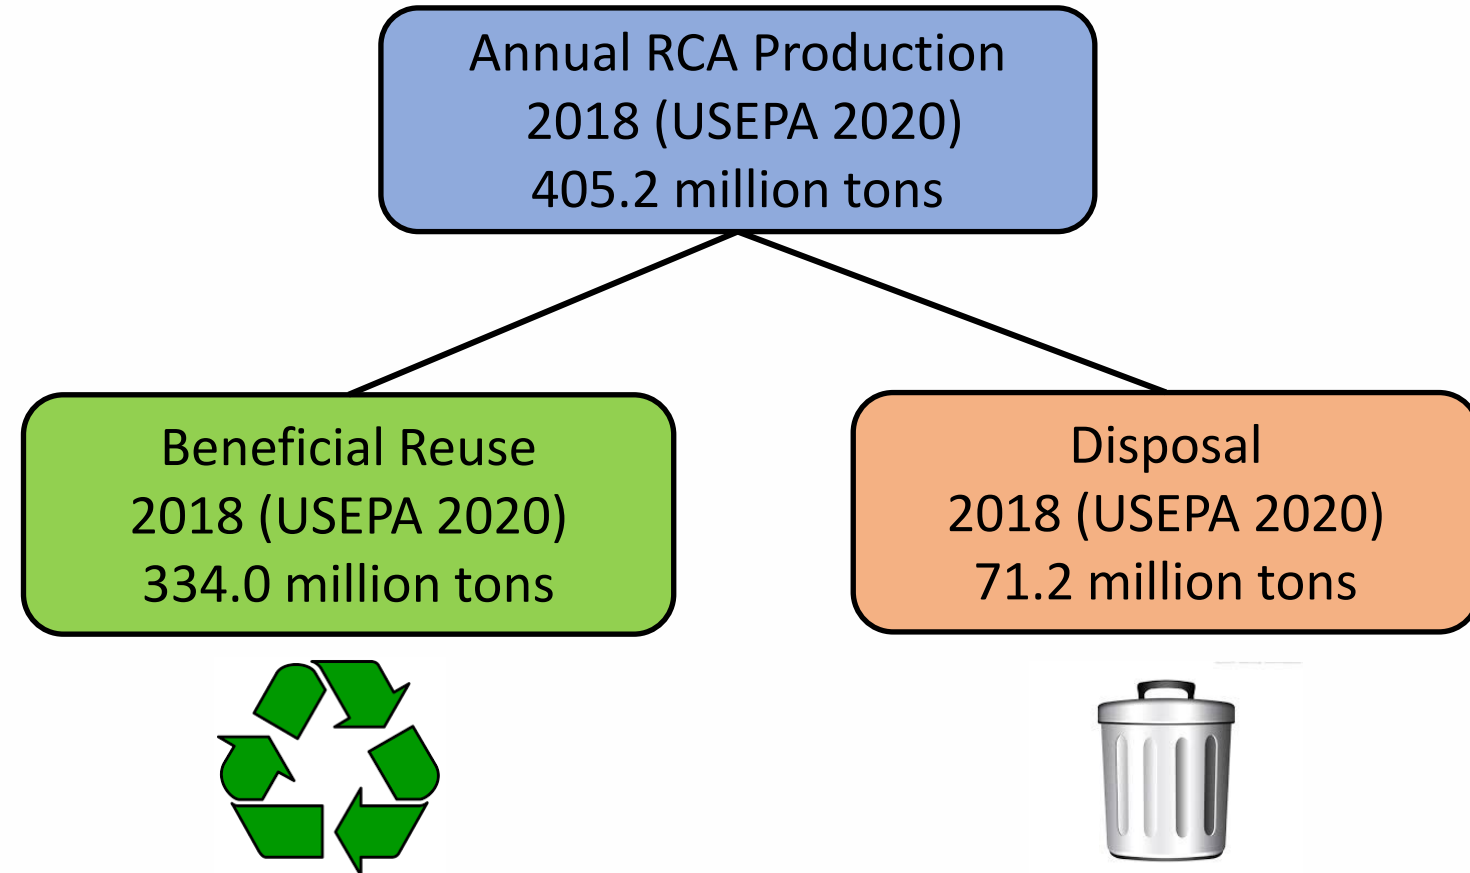 Annual RCA Production
2018 (USEPA 2020)
405.2 million tons
Beneficial Reuse
2018 (USEPA 2020)
334.0 million tons
Disposal
2018 (USEPA 2020)
71.2 million tons